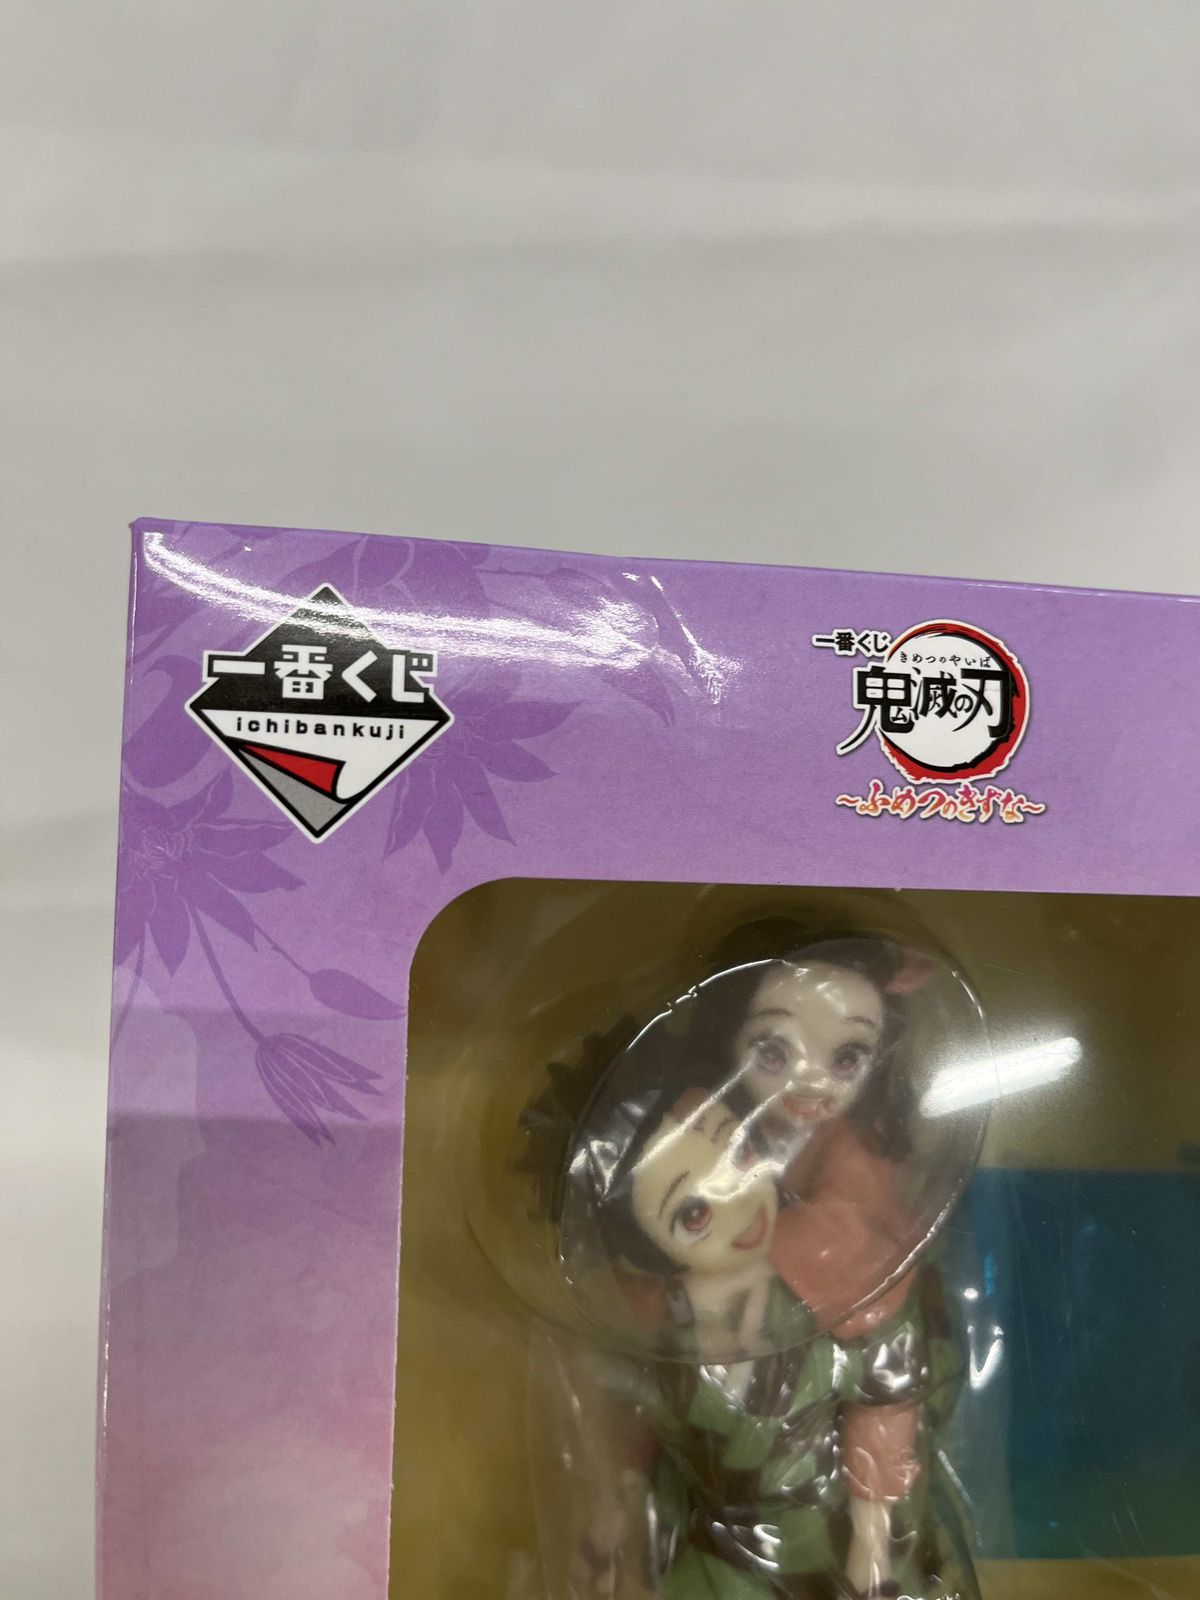 一番くじ
ichibankuji
一番くじ
きめつのやいば
鬼滅の刃
～ふめつのきずな～